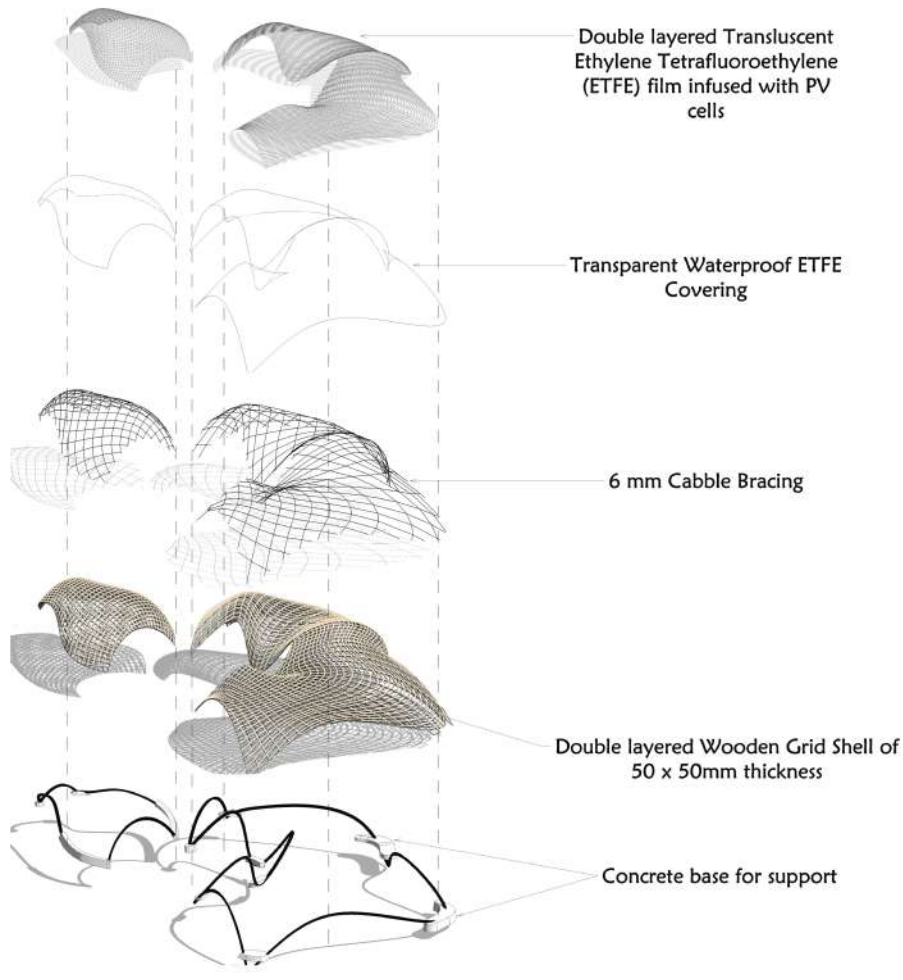 Double layered Transluscent
Ethylene Tetrafluoroethylene
(ETFE) film infused with PV
cells
Transparent Waterproof ETFE
Covering
6 mm Cabble Bracing
Double layered Wooden Grid Shell of
50 x 50mm thickness
Concrete base for support